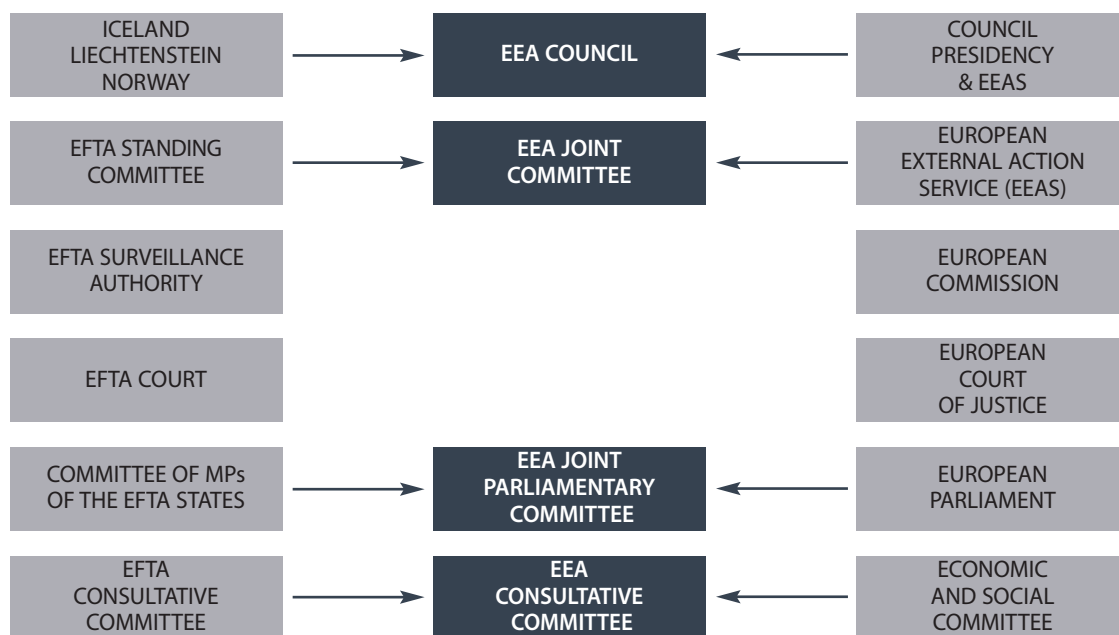 ICELAND
LIECHTENSTEIN
NORWAY
EEA COUNCIL
COUNCIL
PRESIDENCY
& EEAS
EFTA STANDING
COMMITTEE
EEA JOINT
COMMITTEE
EUROPEAN
EXTERNAL ACTION
SERVICE (EEAS)
EFTA SURVEILLANCE
AUTHORITY
EUROPEAN
COMMISSION
EFTA COURT
EUROPEAN
COURT
OF JUSTICE
COMMITTEE OF MPs
OF THE EFTA STATES
EEA JOINT
PARLIAMENTARY
COMMITTEE
EUROPEAN
PARLIAMENT
EFTA
CONSULTATIVE
COMMITTEE
EEA
CONSULTATIVE
COMMITTEE
ECONOMIC
AND SOCIAL
COMMITTEE